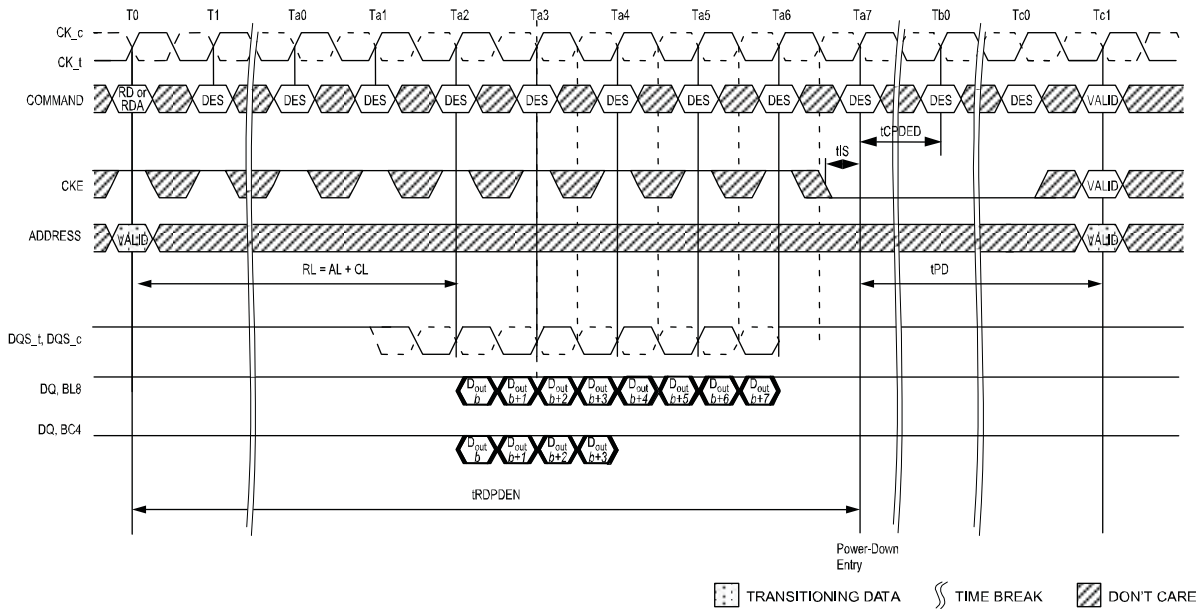 T0 T1 Ta0 Ta1 Ta2 Ta3 Ta4 Ta5 Ta6 Ta7 Tb0 Tc0 Tc1
CK_c
CK_t
COMMAND RD or RDA DES DES DES DES DES DES DES DES DES DES DES VALID
tCPDED
tIS
CKE VALID
ADDRESS VALID VALID
RL = AL + CL tPD
DQS_t, DQS_c
DQ, BL8 Dout b Dout b+1 Dout b+2 Dout b+3 Dout b+4 Dout b+5 Dout b+6 Dout b+7
DQ, BC4 Dout b Dout b+1 Dout b+2 Dout b+3
tRDPDEN
Power-Down
Entry
TRANSITIONING DATA TIME BREAK DON'T CARE